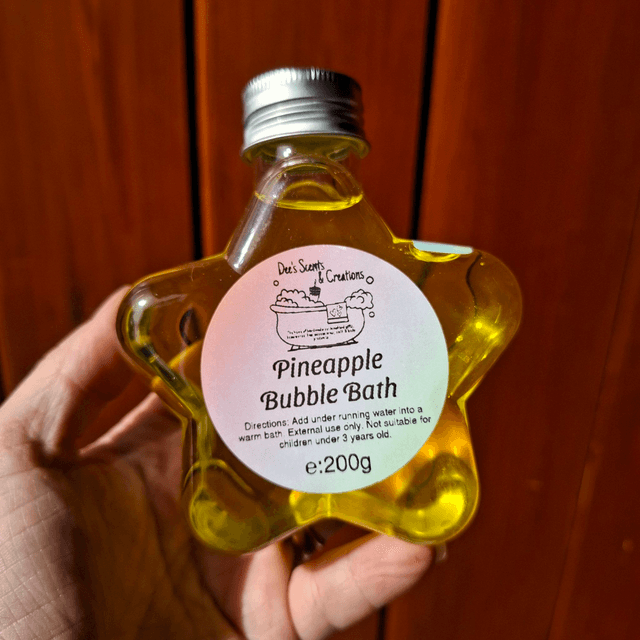 Dee's Scents
& Creations
Pineapple
Bubble Bath
Directions: Add under running water into a
warm bath. External use only. Not suitable for
children under 3 years old.
e:200g